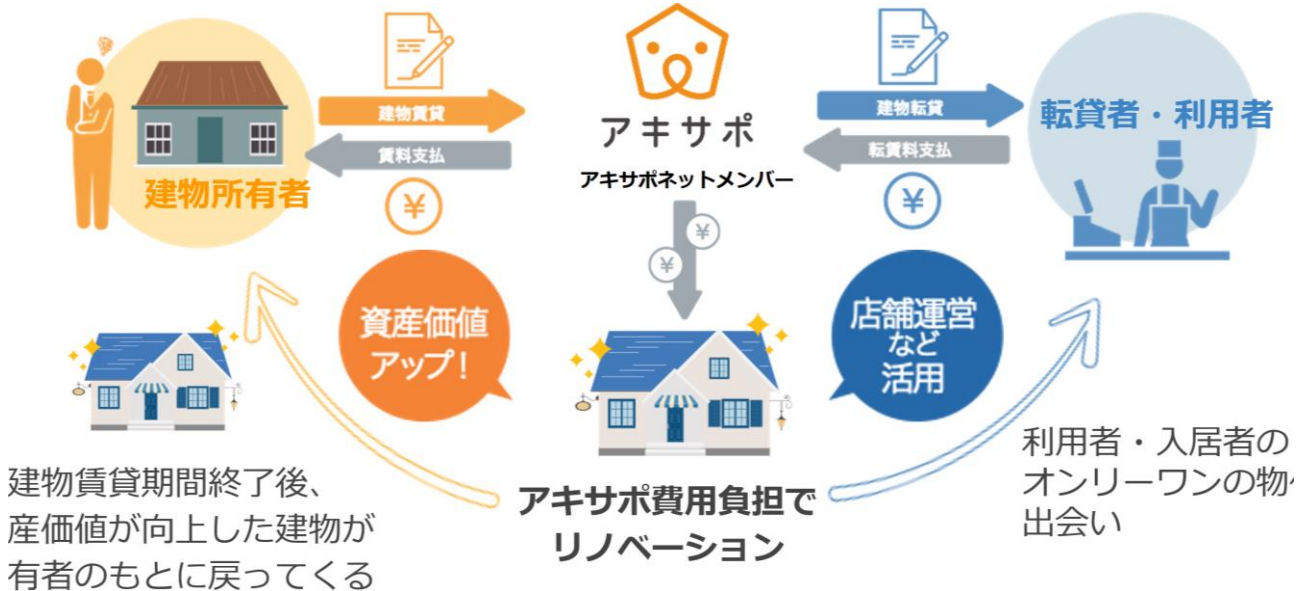 建物賃貸
賃料支払
¥
建物所有者
アキサポ
アキサポネットメンバー
建物転貸
転賃料支払
¥
転貸者・利用者
¥
¥
資産価値
アップ!
店舗運営
など
活用
建物賃貸期間終了後、
産価値が向上した建物が
有者のもとに戻ってくる
アキサポ費用負担で
リノベーション
利用者・入居者の
オンリーワンの物
出会い